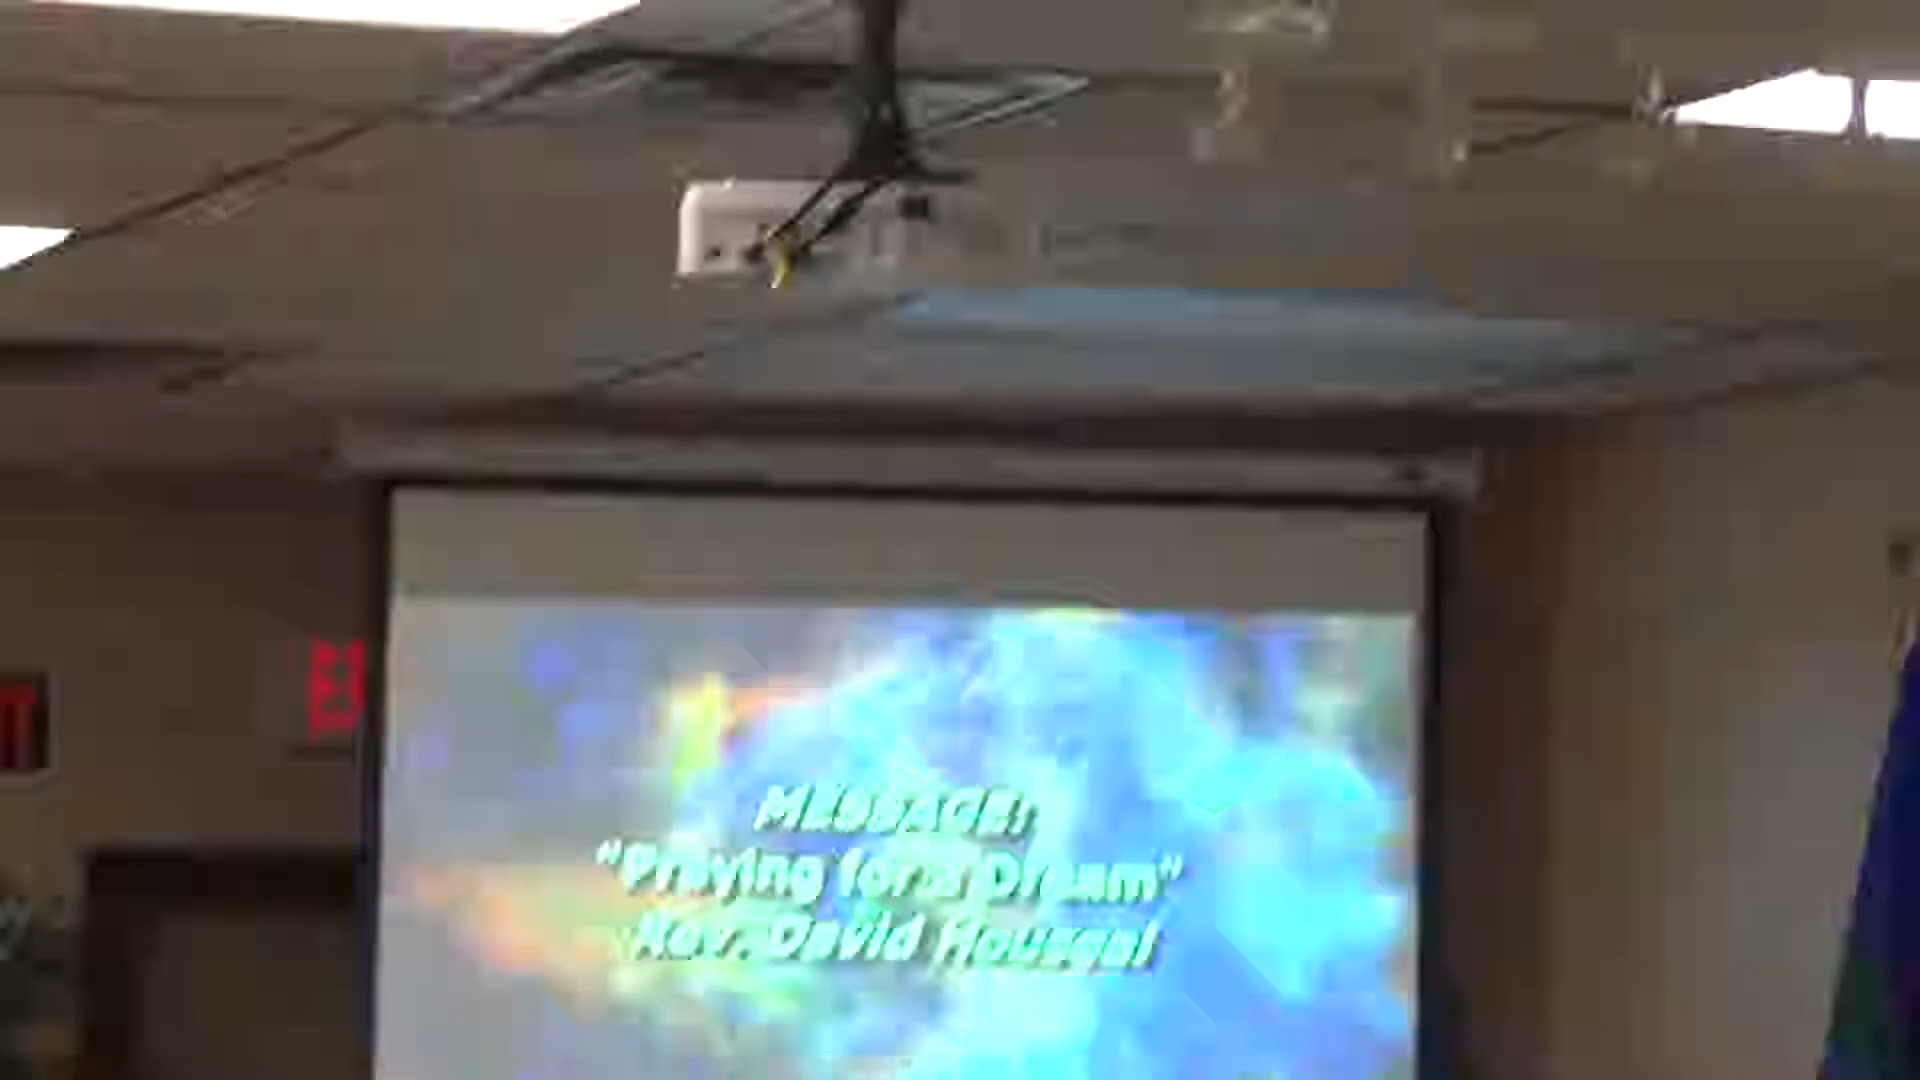 MESSAGE:
“Praying for a Dream”
Rev. David